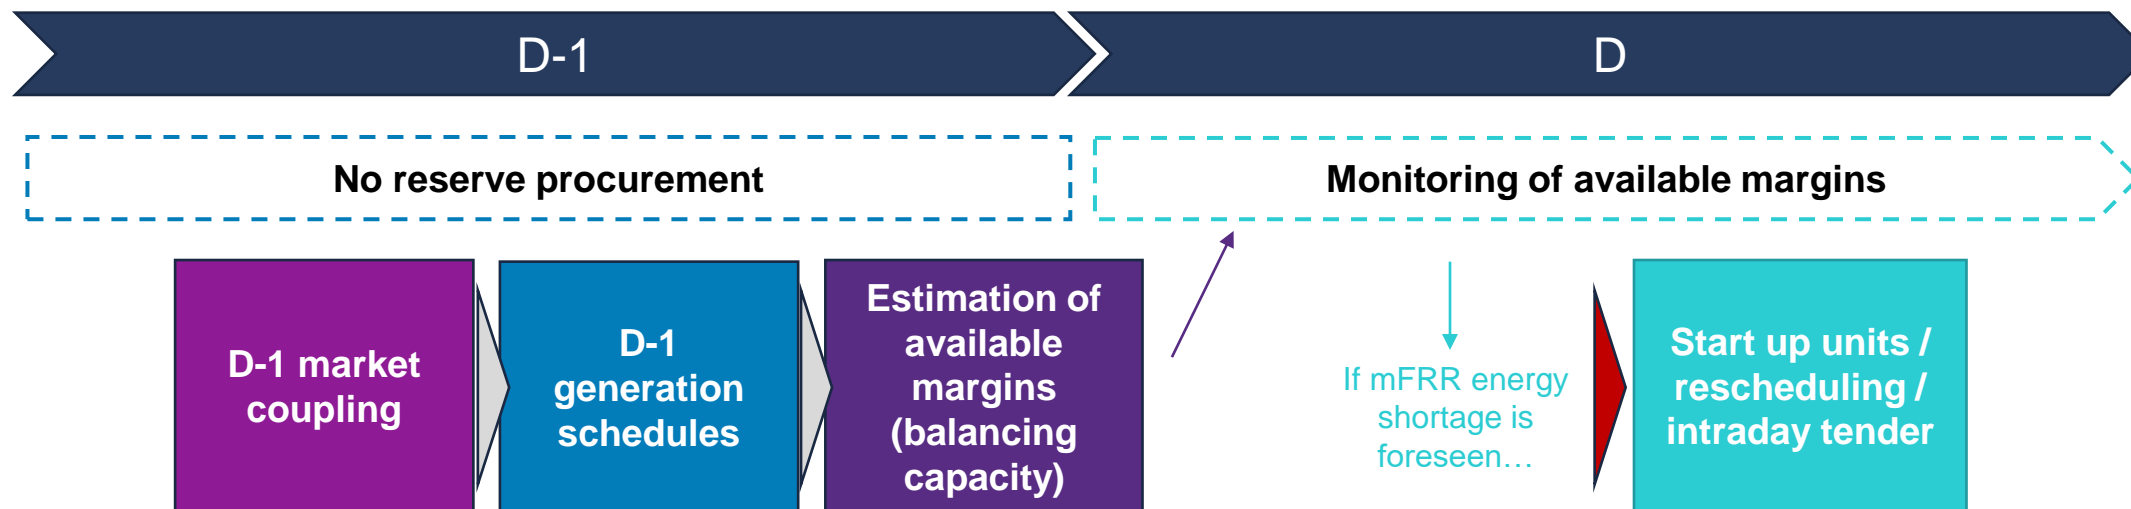 D-1
D
No reserve procurement
Monitoring of available margins
D-1 market
coupling
D-1
generation
schedules
Estimation of
available
margins
(balancing
capacity)
If mFRR energy
shortage is
foreseen…
Start up units /
rescheduling /
intraday tender